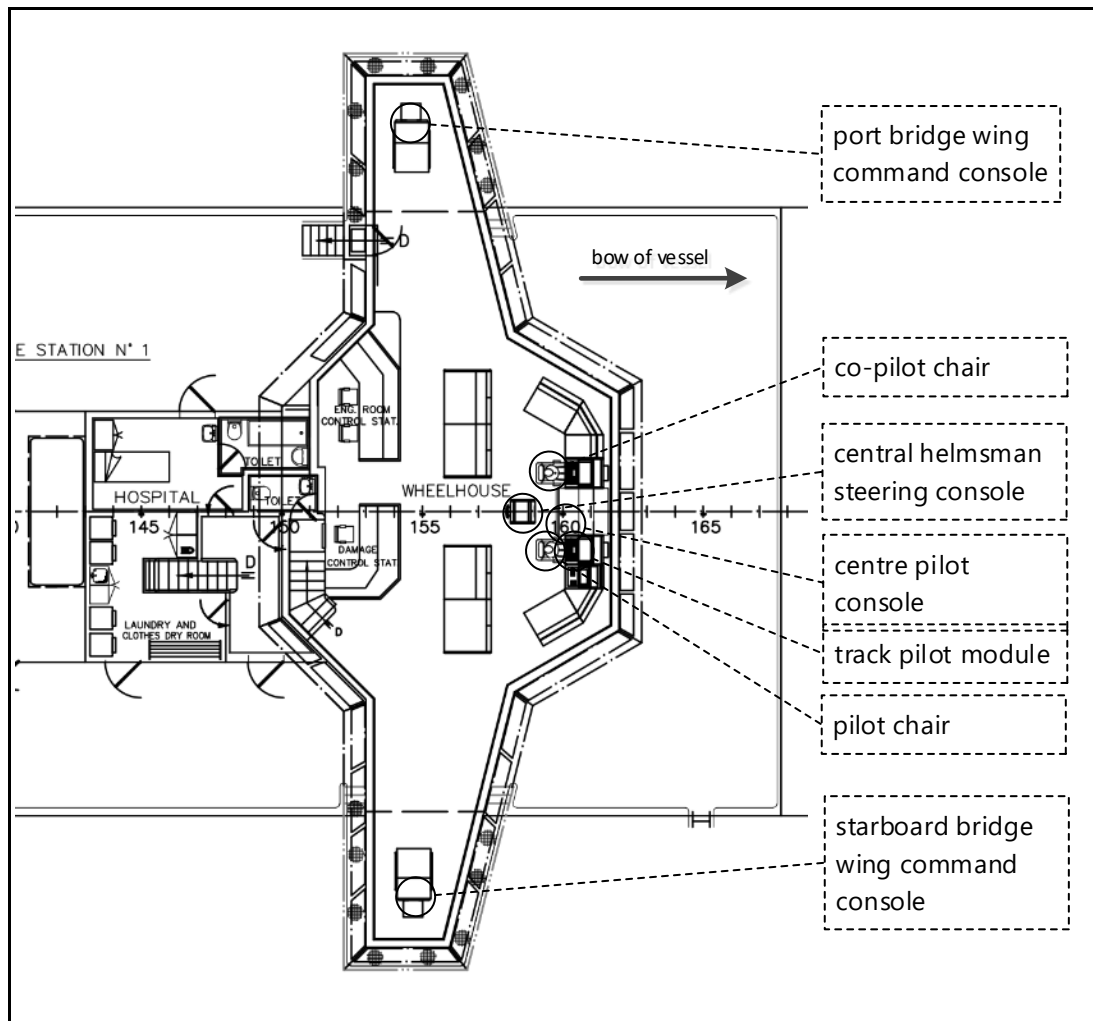 port bridge wing
command console
bow of vessel
D
E STATION N° 1
co-pilot chair
ENG. ROOM
CONTROL STAT.
central helmsman
steering console
TOILET
WHEELHOUSE
HOSPITAL
TOILET
145
150
155
160
165
centre pilot
console
DAMAGE
CONTROL STAT.
D
LAUNDRY AND
CLOTHES DRY ROOM
D
track pilot module
pilot chair
starboard bridge
wing command
console